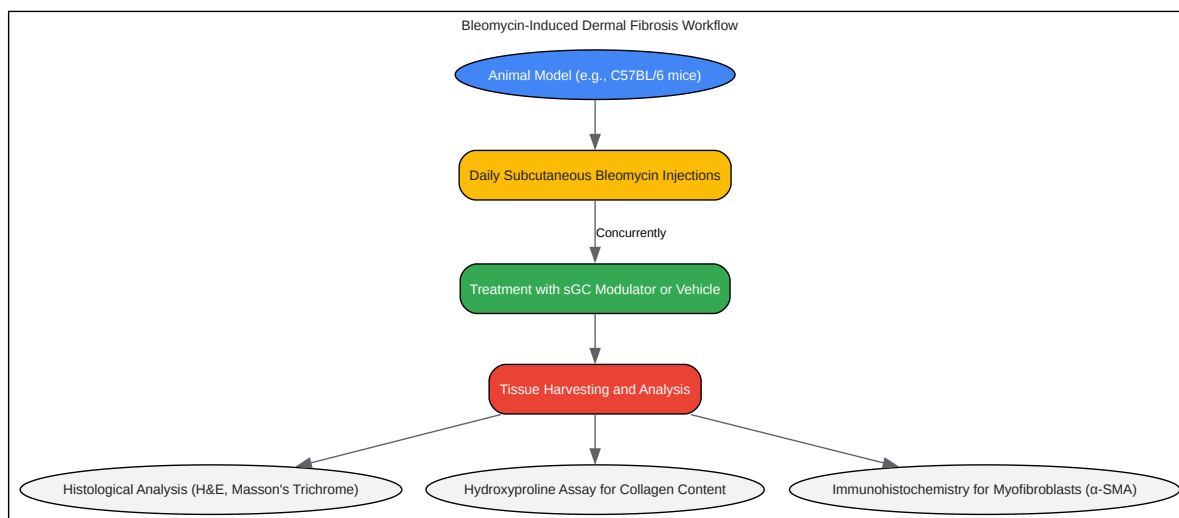 Bleomycin-Induced Dermal Fibrosis Workflow
Animal Model (e.g., C57BL/6 mice)
Daily Subcutaneous Bleomycin Injections
Concurrently
Treatment with sGC Modulator or Vehicle
Tissue Harvesting and Analysis
Histological Analysis (H&E, Masson's Trichrome)
Hydroxyproline Assay for Collagen Content
Immunohistochemistry for Myofibroblasts (α-SMA)